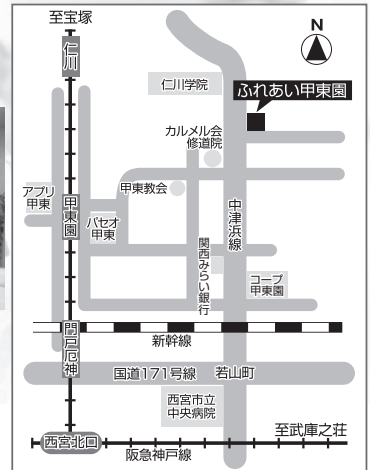 至宝塚
N
仁川
仁川学院
ふれあい甲東園
カルメル会
修道院
甲東教会
アプリ
甲東
甲東園
パセオ
甲東
中津浜線
関西みらい銀行
コープ
甲東園
門戸厄神
新幹線
国道171号線
若山町
西宮市立
中央病院
至武庫之荘
西宮北口
阪急神戸線